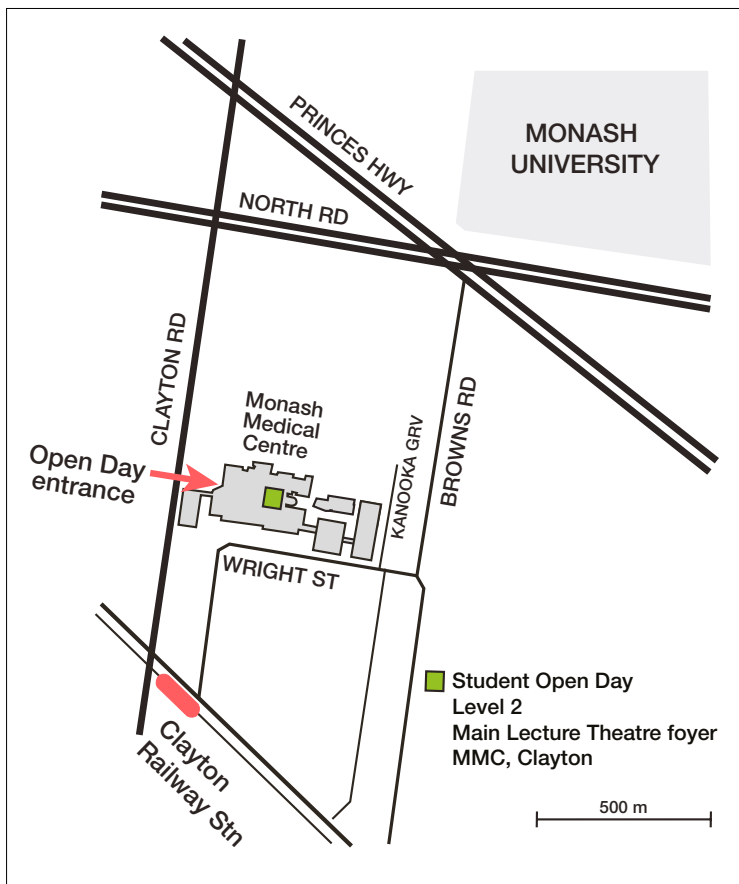 PRINCES HWY
MONASH
UNIVERSITY
NORTH RD
CLAYTON RD
Monash
Medical
Centre
Open Day
entrance
KANOOKA GRV
BROWNS RD
WRIGHT ST
Student Open Day
Level 2
Main Lecture Theatre foyer
MMC, Clayton
Clayton
Railway Stn
500 m